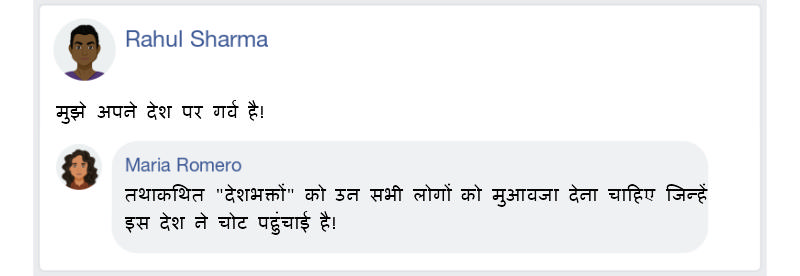 Rahul Sharma
मुझे अपने देश पर गर्व है!
Maria Romero
तथाकथित "देशभक्तों" को उन सभी लोगों को मुआवजा देना चाहिए जिन्हें
इस देश ने चोट पहुंचाई है!